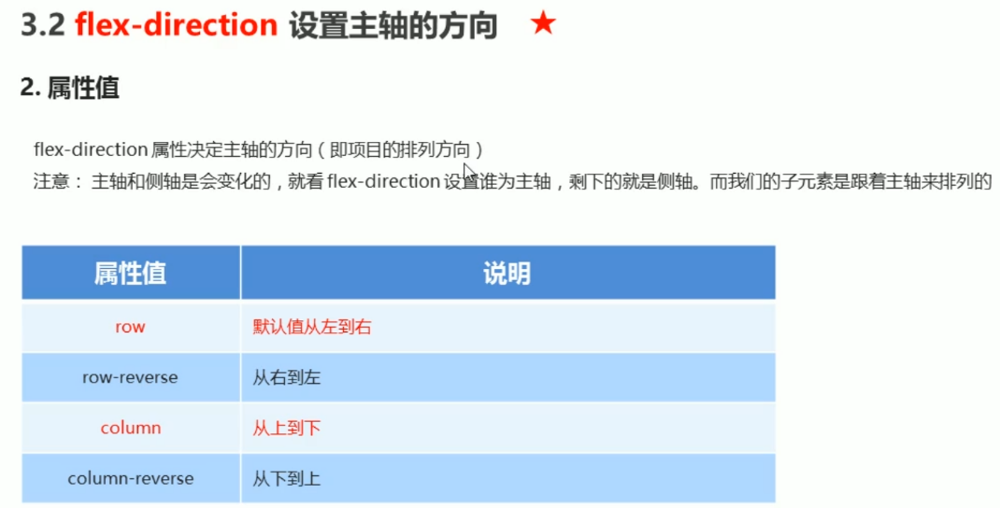 3.2 flex-direction 设置主轴的方向 ★
2. 属性值
flex-direction 属性决定主轴的方向（即项目的排列方向）
注意： 主轴和侧轴是会变化的，就看 flex-direction 设置谁为主轴，剩下的就是侧轴。而我们的子元素是跟着主轴来排列的
属性值 说明
row 默认值从左到右
row-reverse 从右到左
column 从上到下
column-reverse 从下到上